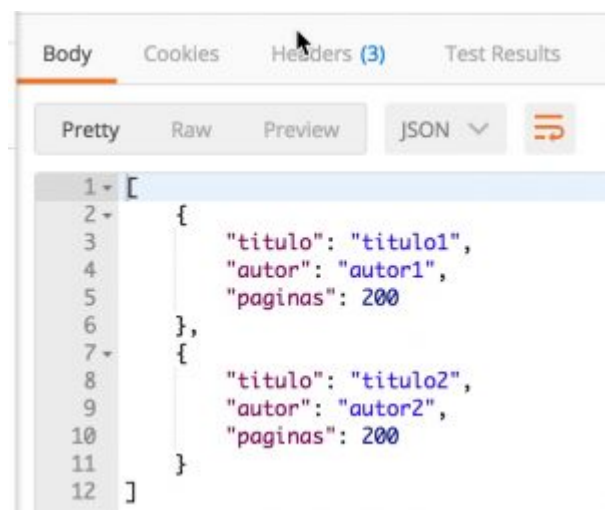 Body Cookies Headers (3) Test Results
Pretty Raw Preview JSON
1 [
2 {
3 "titulo": "titulo1",
4 "autor": "autor1",
5 "paginas": 200
6 },
7 {
8 "titulo": "titulo2",
9 "autor": "autor2",
10 "paginas": 200
11 }
12 ]